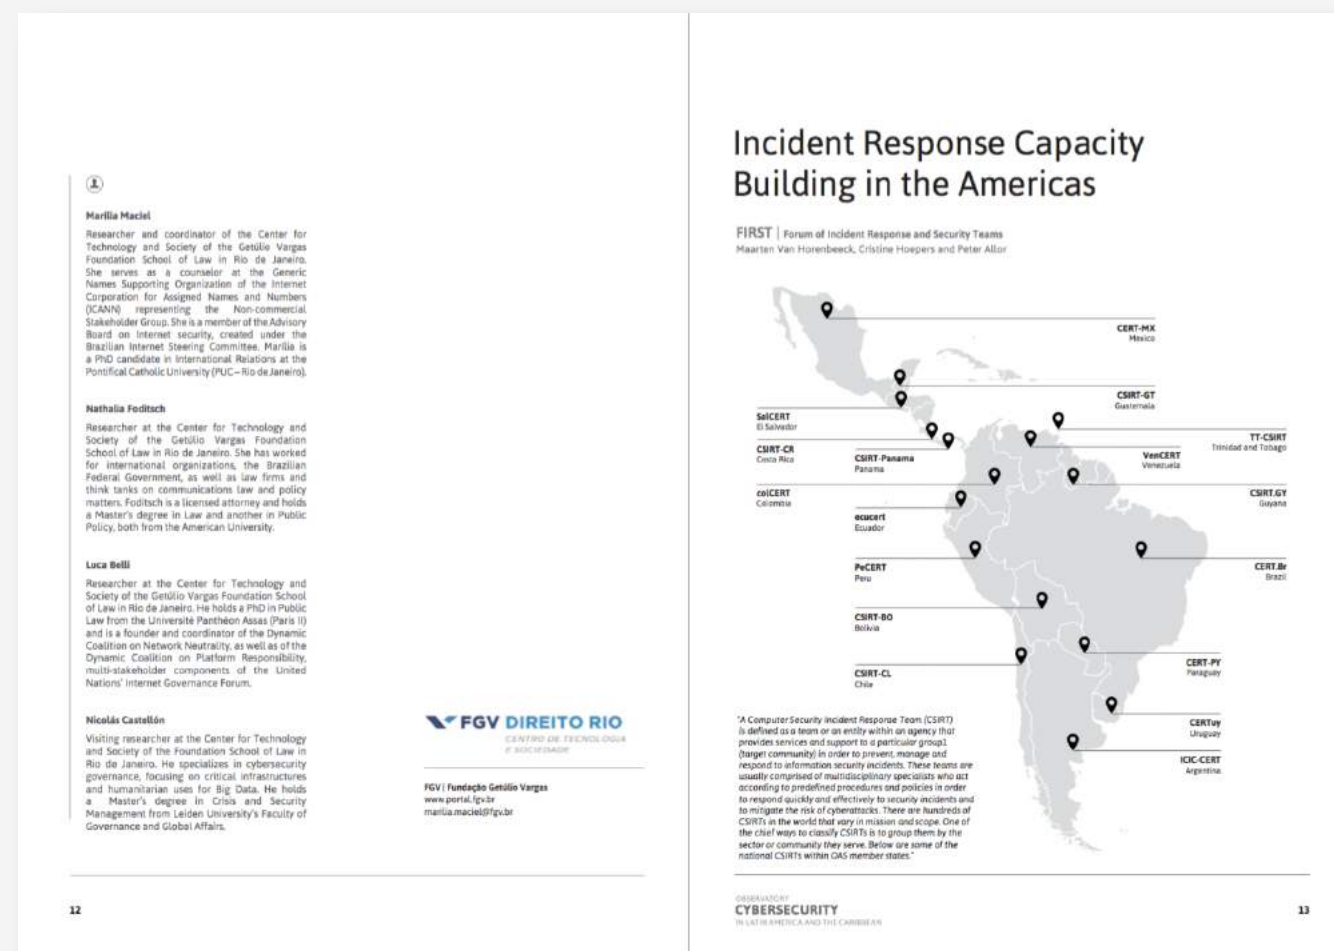 Marilia Maciel
Researcher and coordinator of the Center for
Technology and Society of the Getúlio Vargas
Foundation School of Law in Rio de Janeiro.
She serves as a counselor at the Generic
Names Supporting Organization of the Internet
Corporation for Assigned Names and Numbers
(ICANN) representing the Non-commercial
Stakeholder Group. She is a member of the Advisory
Board on Internet security, created under the
Brazilian Internet Steering Committee. Marília is
a PhD candidate in International Relations at the
Pontifical Catholic University (PUC–Rio de Janeiro).
Nathalia Foditsch
Researcher at the Center for Technology and
Society of the Getúlio Vargas Foundation
School of Law in Rio de Janeiro. She has worked
for international organizations, the Brazilian
Federal Government, as well as law firms and
think tanks on communications law and policy
matters. Foditsch is a licensed attorney and holds
a Master's degree in Law and another in Public
Policy, both from the American University.
Luca Belli
Researcher at the Center for Technology and
Society of the Getúlio Vargas Foundation School
of Law in Rio de Janeiro. He holds a PhD in Public
Law from the Université Panthéon Assas (Paris II)
and is a founder and coordinator of the Dynamic
Coalition on Network Neutrality, as well as of the
Dynamic Coalition on Platform Responsibility,
multi-stakeholder components of the United
Nations' Internet Governance Forum.
Nicolás Castellón
Visiting researcher at the Center for Technology
and Society of the Foundation School of Law in
Rio de Janeiro. He specializes in cybersecurity
governance, focusing on critical infrastructures
and humanitarian uses for Big Data. He holds
a Master's degree in Crisis and Security
Management from Leiden University's Faculty of
Governance and Global Affairs.
FGV DIREITO RIO
CENTRO DE TECNOLOGIA
E SOCIEDADE
FGV | Fundação Getúlio Vargas
www.portal.fgv.br
marilia.maciel@fgv.br
12
Incident Response Capacity
Building in the Americas
FIRST | Forum of Incident Response and Security Teams
Maarten Van Horenbeeck, Cristine Hoepers and Peter Allor
CERT-MX
Mexico
CSIRT-GT
Guatemala
SalCERT
El Salvador
TT-CSIRT
Trinidad and Tobago
CSIRT-CR
Costa Rica
CSIRT-Panama
Panama
VenCERT
Venezuela
colCERT
Colombia
CSIRT.GY
Guyana
ecucert
Ecuador
PeCERT
Peru
CERT.Br
Brazil
CSIRT-BO
Bolivia
CERT-PY
Paraguay
CSIRT-CL
Chile
CERTuy
Uruguay
ICIC-CERT
Argentina
"A Computer Security Incident Response Team (CSIRT)
is defined as a team or an entity within an agency that
provides services and support to a particular group1
(target community) in order to prevent, manage and
respond to information security incidents. These teams are
usually comprised of multidisciplinary specialists who act
according to predefined procedures and policies in order
to respond quickly and effectively to security incidents and
to mitigate the risk of cyberattacks. There are hundreds of
CSIRTs in the world that vary in mission and scope. One of
the chief ways to classify CSIRTs is to group them by the
sector or community they serve. Below are some of the
national CSIRTs within OAS member states."
OBSERVATORY
CYBERSECURITY
IN LATIN AMERICA AND THE CARIBBEAN
13